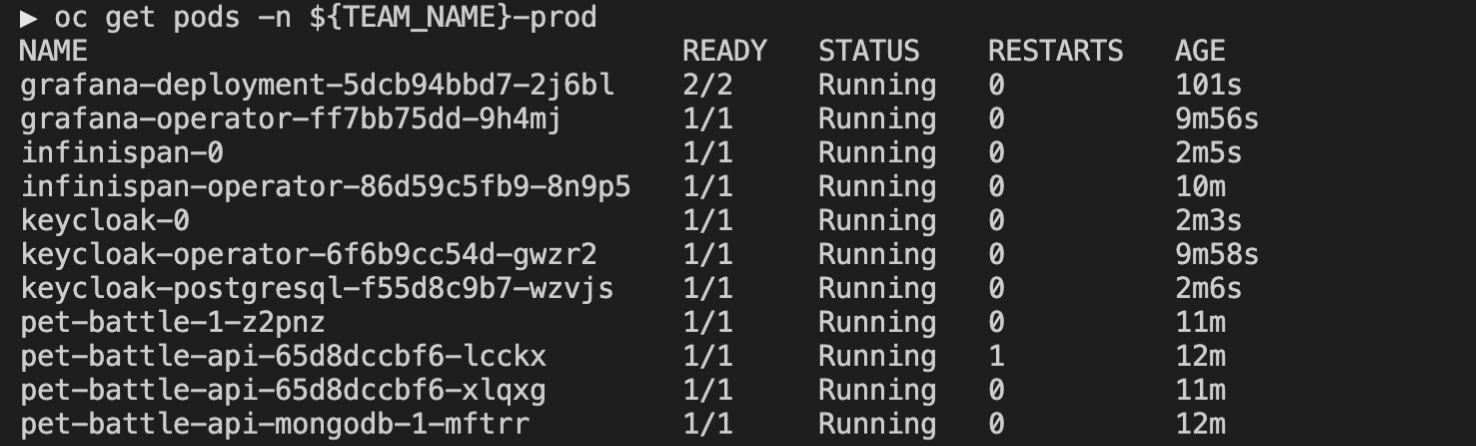 ▶ oc get pods -n ${TEAM_NAME}-prod
NAME READY STATUS RESTARTS AGE
grafana-deployment-5dcb94bbd7-2j6bl 2/2 Running 0 101s
grafana-operator-ff7bb75dd-9h4mj 1/1 Running 0 9m56s
infinispan-0 1/1 Running 0 2m5s
infinispan-operator-86d59c5fb9-8n9p5 1/1 Running 0 10m
keycloak-0 1/1 Running 0 2m3s
keycloak-operator-6f6b9cc54d-gwzr2 1/1 Running 0 9m58s
keycloak-postgresql-f55d8c9b7-wzvjs 1/1 Running 0 2m6s
pet-battle-1-z2pnz 1/1 Running 0 11m
pet-battle-api-65d8dccbf6-lcckx 1/1 Running 1 12m
pet-battle-api-65d8dccbf6-xlqxg 1/1 Running 0 11m
pet-battle-api-mongodb-1-mftrr 1/1 Running 0 12m